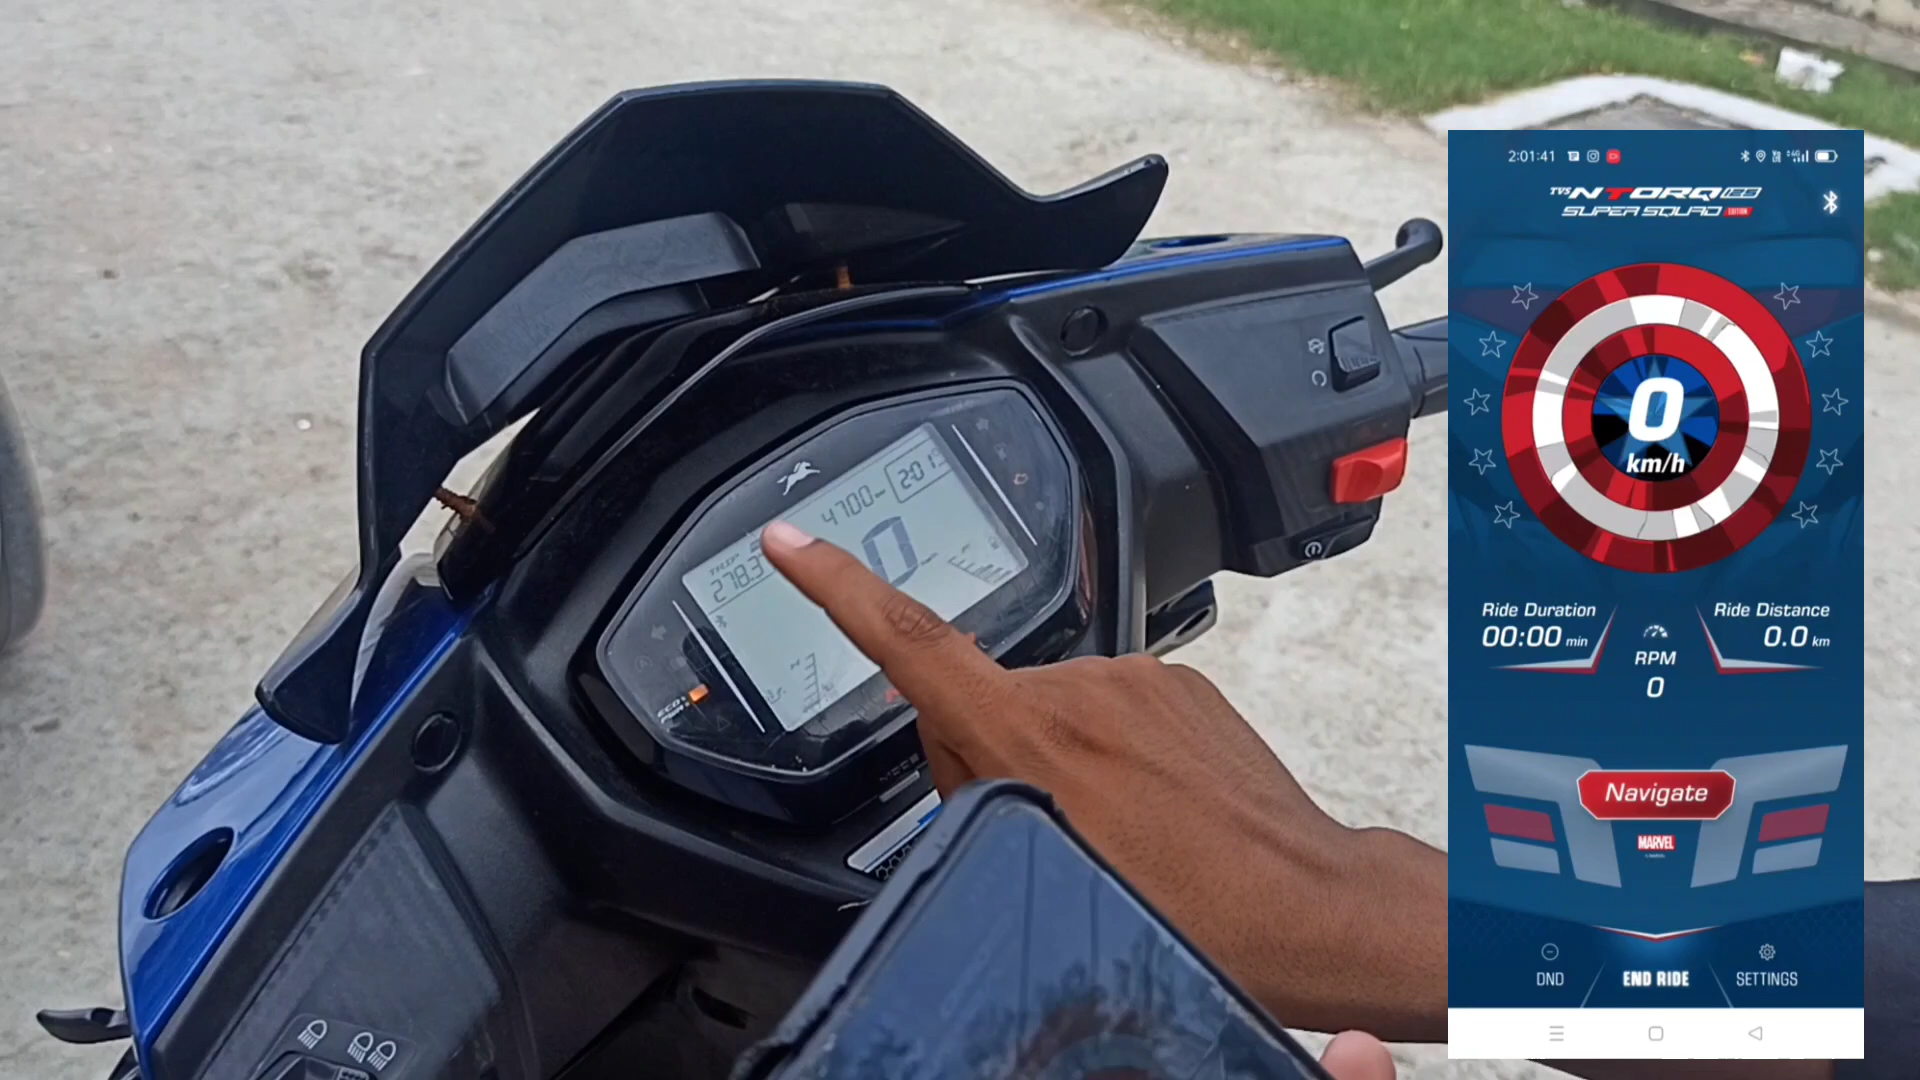 4700
2:01
0
TRIP
278.3
ECO
2:01:41
TVS NTORQ 125
SUPER SQUAD EDITION
0
km/h
Ride Duration
00:00 min
Ride Distance
0.0 km
RPM
0
Navigate
MARVEL
DND
END RIDE
SETTINGS